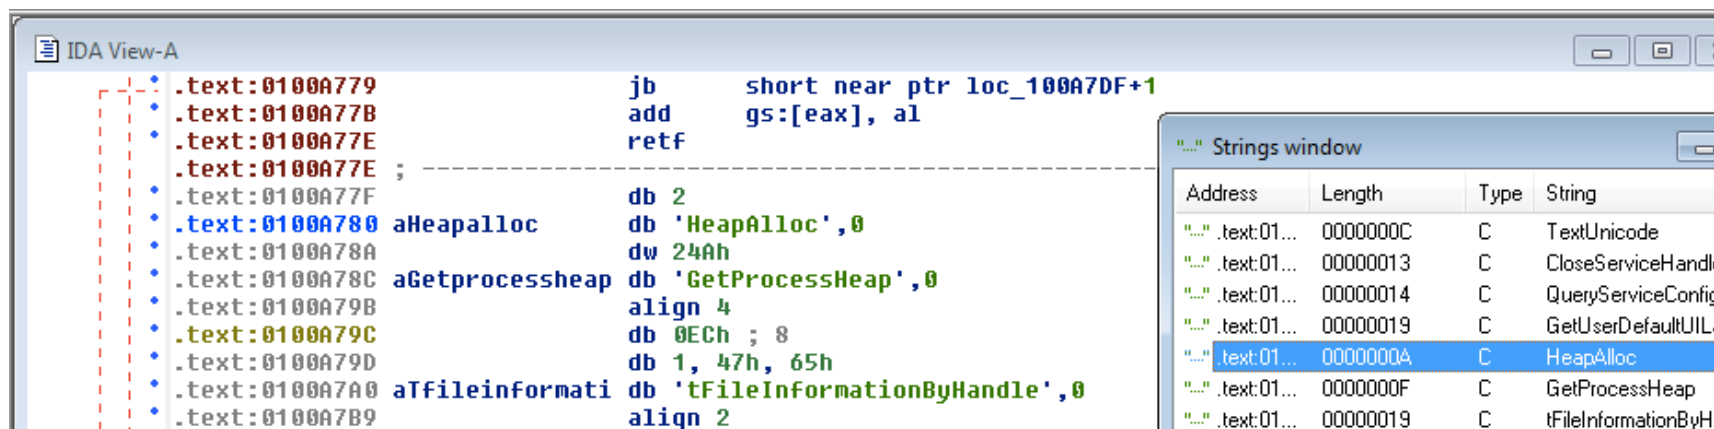 IDA View-A
.text:0100A779 jb short near ptr loc_100A7DF+1
.text:0100A77B add gs:[eax], al
.text:0100A77E retf
.text:0100A77E ; ---------------------------------------------------------------------------
.text:0100A77F db 2
.text:0100A780 aHeapalloc db 'HeapAlloc',0
.text:0100A78A dw 24Ah
.text:0100A78C aGetprocessheap db 'GetProcessHeap',0
.text:0100A79B align 4
.text:0100A79C db 0ECh ; 8
.text:0100A79D db 1, 47h, 65h
.text:0100A7A0 aTfileinformati db 'tFileInformationByHandle',0
.text:0100A7B9 align 2
"..." Strings window
Address Length Type String
"..." .text:01... 0000000C C TextUnicode
"..." .text:01... 00000013 C CloseServiceHandl
"..." .text:01... 00000014 C QueryServiceConfig
"..." .text:01... 00000019 C GetUserDefaultUIL
"..." .text:01... 0000000A C HeapAlloc
"..." .text:01... 0000000F C GetProcessHeap
"..." .text:01... 00000019 C tFileInformationByH